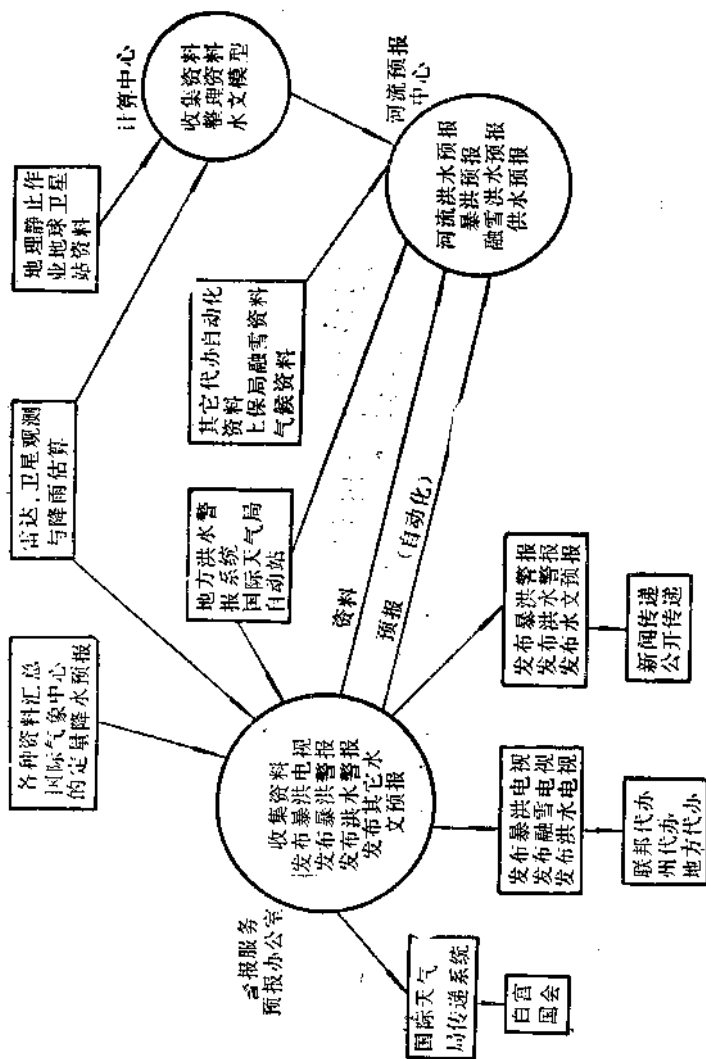 计算中心
收集资料
整理资料
水文模型
地理静止作
业地球卫星
站资料
河流预报
中心
河流洪水预报
暴洪预报
融雪洪水预报
供水预报
其它代办自动化
资料
土保局融雪资料
气候资料
雷达,卫星观测
与降雨估算
地方洪水警
报系统
国际天气局
自动站
资料
预报
(自动化)
各种资料汇总
国际气象中心
的定量降水预报
收集资料
发布暴洪电视
发布暴洪警报
发布洪水警报
发布其它水
文预报
报服务
预报办公室
发布暴洪警报
发布洪水警报
发布水文预报
新闻传递
公开传递
发布暴洪电视
发布融雪电视
发布洪水电视
联邦代办
州代办
地方代办
国际天气
局传递系统
白宫
国会